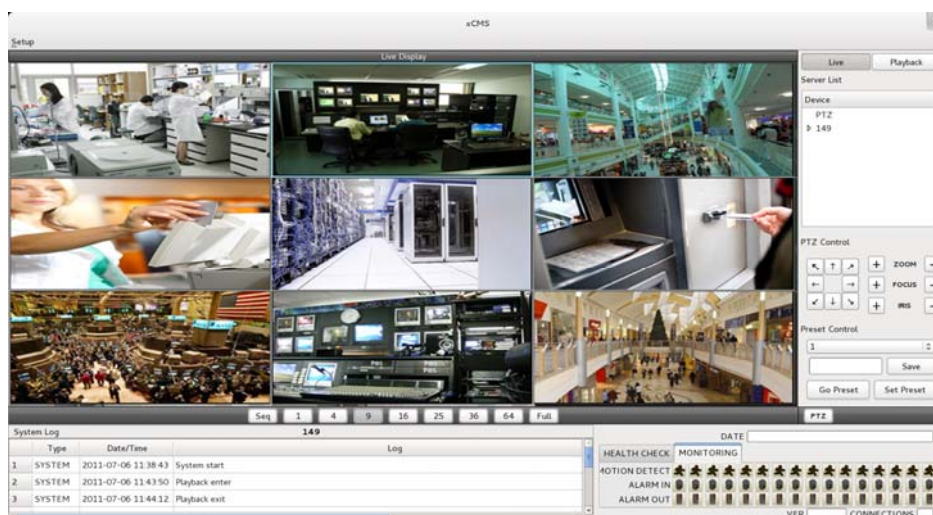 xCMS
Setup
Live Display
Live Playback
Server List
Device
PTZ
149
PTZ Control
+ ZOOM -
+ FOCUS -
+ IRIS -
Preset Control
1
Save
Go Preset Set Preset
Seq 1 4 9 16 25 36 64 Full
PTZ
System Log 149
Type Date/Time Log
1 SYSTEM 2011-07-06 11:38:43 System start
2 SYSTEM 2011-07-06 11:43:50 Playback enter
3 SYSTEM 2011-07-06 11:44:12 Playback exit
DATE
HEALTH CHECK MONITORING
MOTION DETECT
ALARM IN
ALARM OUT
VER CONNECTIONS